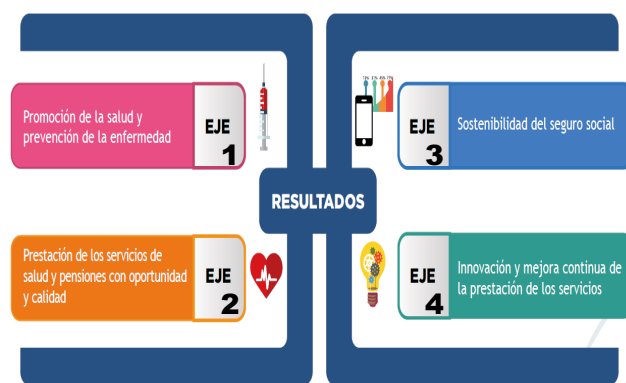 Promoción de la salud y
prevención de la enfermedad
EJE
1
EJE
3
Sostenibilidad del seguro social
RESULTADOS
Prestación de los servicios de
salud y pensiones con oportunidad
y calidad
EJE
2
EJE
4
Innovación y mejora continua de
la prestación de los servicios